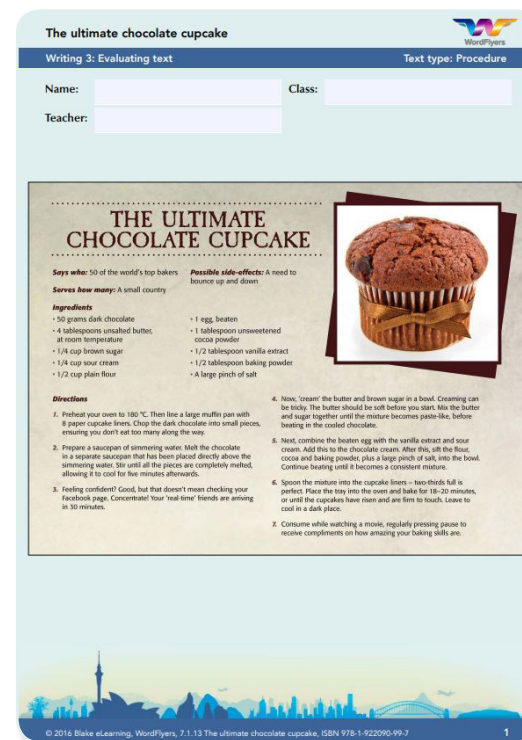 The ultimate chocolate cupcake
WordFlyers
Writing 3: Evaluating text
Text type: Procedure
Name:
Class:
Teacher:
THE ULTIMATE
CHOCOLATE CUPCAKE
Says who: 50 of the world's top bakers
Serves how many: A small country
Possible side-effects: A need to
bounce up and down
Ingredients
• 50 grams dark chocolate
• 4 tablespoons unsalted butter,
at room temperature
• 1/4 cup brown sugar
• 1/4 cup sour cream
• 1/2 cup plain flour
• 1 egg, beaten
• 1 tablespoon unsweetened
cocoa powder
• 1/2 tablespoon vanilla extract
• 1/2 tablespoon baking powder
• A large pinch of salt
Directions
1. Preheat your oven to 180 °C. Then line a large muffin pan with
8 paper cupcake liners. Chop the dark chocolate into small pieces,
ensuring you don't eat too many along the way.
2. Prepare a saucepan of simmering water. Melt the chocolate
in a separate saucepan that has been placed directly above the
simmering water. Stir until all the pieces are completely melted,
allowing it to cool for five minutes afterwards.
3. Feeling confident? Good, but that doesn't mean checking your
Facebook page. Concentrate! Your 'real-time' friends are arriving
in 30 minutes.
4. Now, 'cream' the butter and brown sugar in a bowl. Creaming can
be tricky. The butter should be soft before you start. Mix the butter
and sugar together until the mixture becomes paste-like, before
beating in the cooled chocolate.
5. Next, combine the beaten egg with the vanilla extract and sour
cream. Add this to the chocolate cream. After this, sift the flour,
cocoa and baking powder, plus a large pinch of salt, into the bowl.
Continue beating until it becomes a consistent mixture.
6. Spoon the mixture into the cupcake liners – two-thirds full is
perfect. Place the tray into the oven and bake for 18–20 minutes,
or until the cupcakes have risen and are firm to touch. Leave to
cool in a dark place.
7. Consume while watching a movie, regularly pressing pause to
receive compliments on how amazing your baking skills are.
© 2016 Blake eLearning, WordFlyers, 7.1.13 The ultimate chocolate cupcake, ISBN 978-1-922090-99-7
1